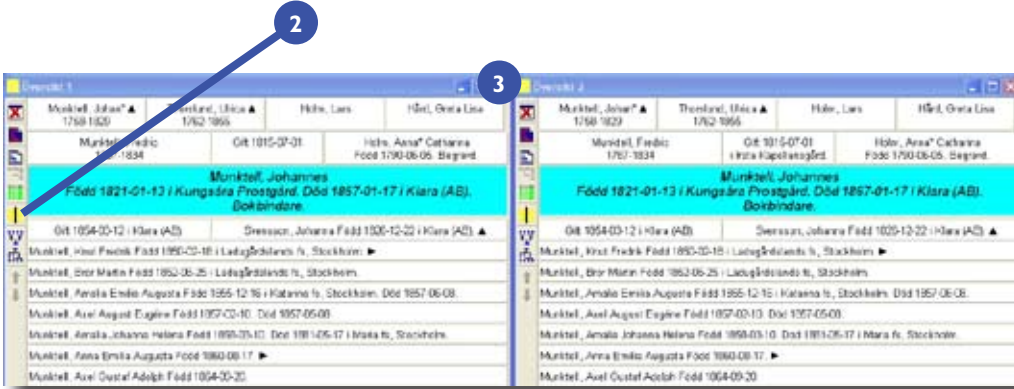 2
3
Översikt 1
Munktell, Johan* ▲ Thorslund, Ulrica ▲ Holm, Lars Hård, Greta Lisa
1758-1829 1762-1866
Munktell, Fredric Gift 1815-07-01 Holm, Anna* Catharina
1787-1834 Född 1790-06-05. Begravd
Munktell, Johannes
Född 1821-01-13 i Kungsåra Prostgård. Död 1857-01-17 i Klara (AB).
Bokbindare.
Gift 1854-03-12 i Klara (AB) Svensson, Johanna Född 1826-12-22 i Klara (AB) ▲
Munktell, Knut Fredrik Född 1850-02-18 i Ladugårdslands fs, Stockholm ►
Munktell, Bror Martin Född 1852-06-25 i Ladugårdslands fs, Stockholm.
Munktell, Amalia Emilia Augusta Född 1855-12-16 i Katarina fs, Stockholm. Död 1857-06-08.
Munktell, Axel August Eugène Född 1857-02-10. Död 1857-05-08.
Munktell, Amalia Johanna Helena Född 1858-03-10. Död 1881-05-17 i Maria fs, Stockholm.
Munktell, Anna Emilia Augusta Född 1860-08-17. ►
Munktell, Axel Gustaf Adolph Född 1864-09-20
Översikt 2
Munktell, Johan* ▲ Thorslund, Ulrica ▲ Holm, Lars Hård, Greta Lisa
1758-1829 1762-1866
Munktell, Fredric Gift 1815-07-01 Holm, Anna* Catharina
1787-1834 i Irsta Kaplansgård. Född 1790-06-05. Begravd
Munktell, Johannes
Född 1821-01-13 i Kungsåra Prostgård. Död 1857-01-17 i Klara (AB).
Bokbindare.
Gift 1854-03-12 i Klara (AB) Svensson, Johanna Född 1826-12-22 i Klara (AB) ▲
Munktell, Knut Fredrik Född 1850-02-18 i Ladugårdslands fs, Stockholm ►
Munktell, Bror Martin Född 1852-06-25 i Ladugårdslands fs, Stockholm.
Munktell, Amalia Emilia Augusta Född 1855-12-16 i Katarina fs, Stockholm. Död 1857-06-08.
Munktell, Axel August Eugène Född 1857-02-10. Död 1857-05-08.
Munktell, Amalia Johanna Helena Född 1858-03-10. Död 1881-05-17 i Maria fs, Stockholm.
Munktell, Anna Emilia Augusta Född 1860-08-17. ►
Munktell, Axel Gustaf Adolph Född 1864-09-20